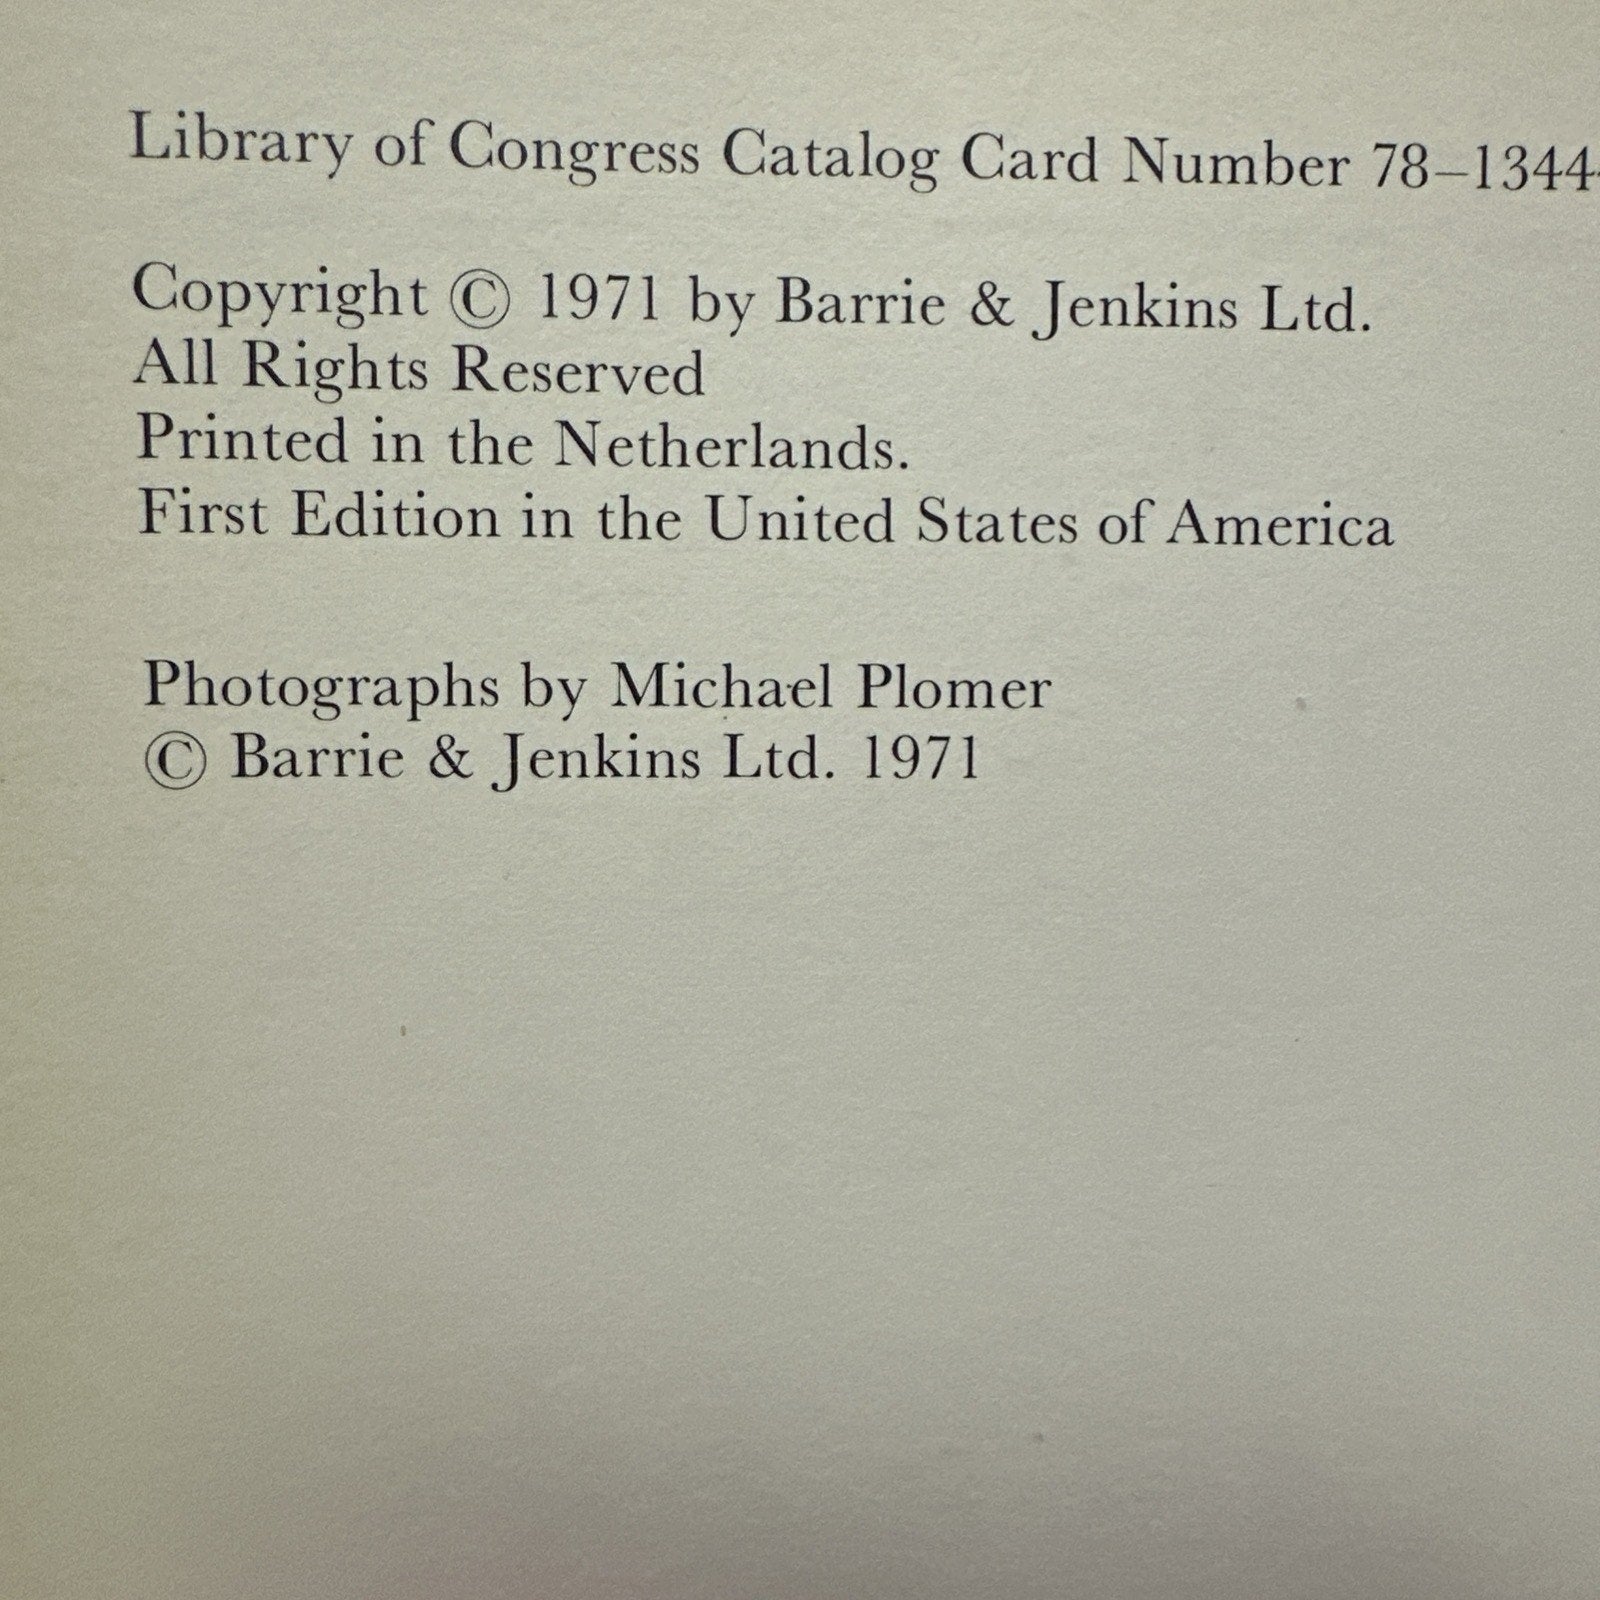 Library of Congress Catalog Card Number 78–1344
Copyright © 1971 by Barrie & Jenkins Ltd.
All Rights Reserved
Printed in the Netherlands.
First Edition in the United States of America
Photographs by Michael Plomer
© Barrie & Jenkins Ltd. 1971